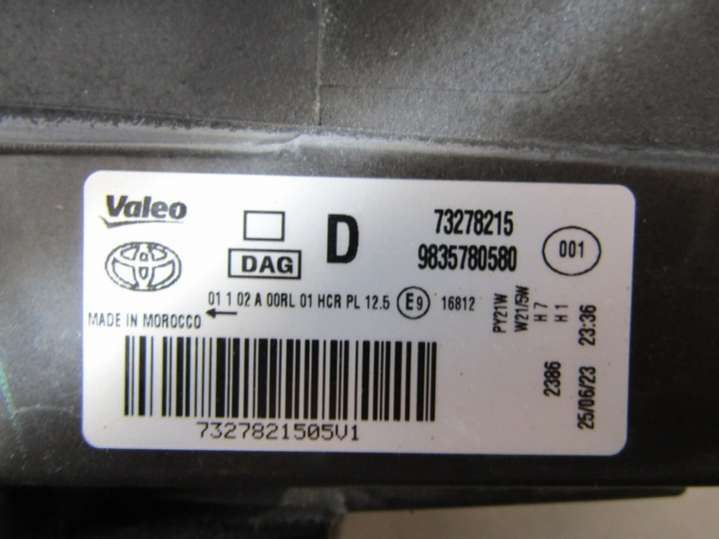 Valeo
D
73278215
DAG
9835780580
001
01 1 02 A 00RL 01 HCR PL 12.5
E9
16812
MADE IN MOROCCO
PY21W
W21/5W
H7
H1
2386
25/06/23 23:36
7327821505V1